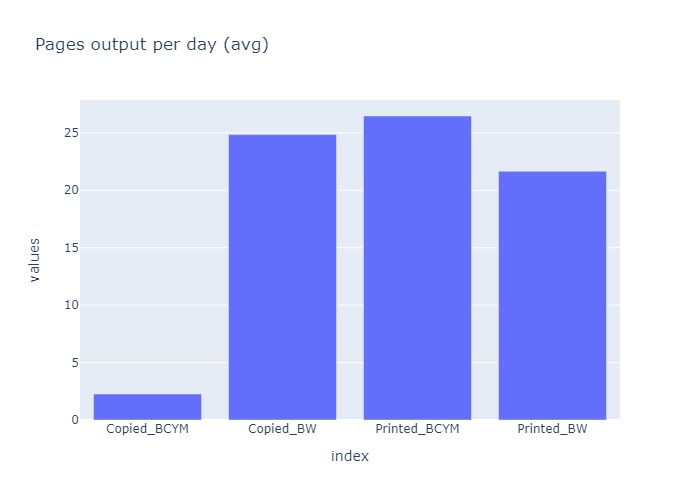 Pages output per day (avg)
values
25
20
15
10
5
0
Copied_BCYM Copied_BW Printed_BCYM Printed_BW
index